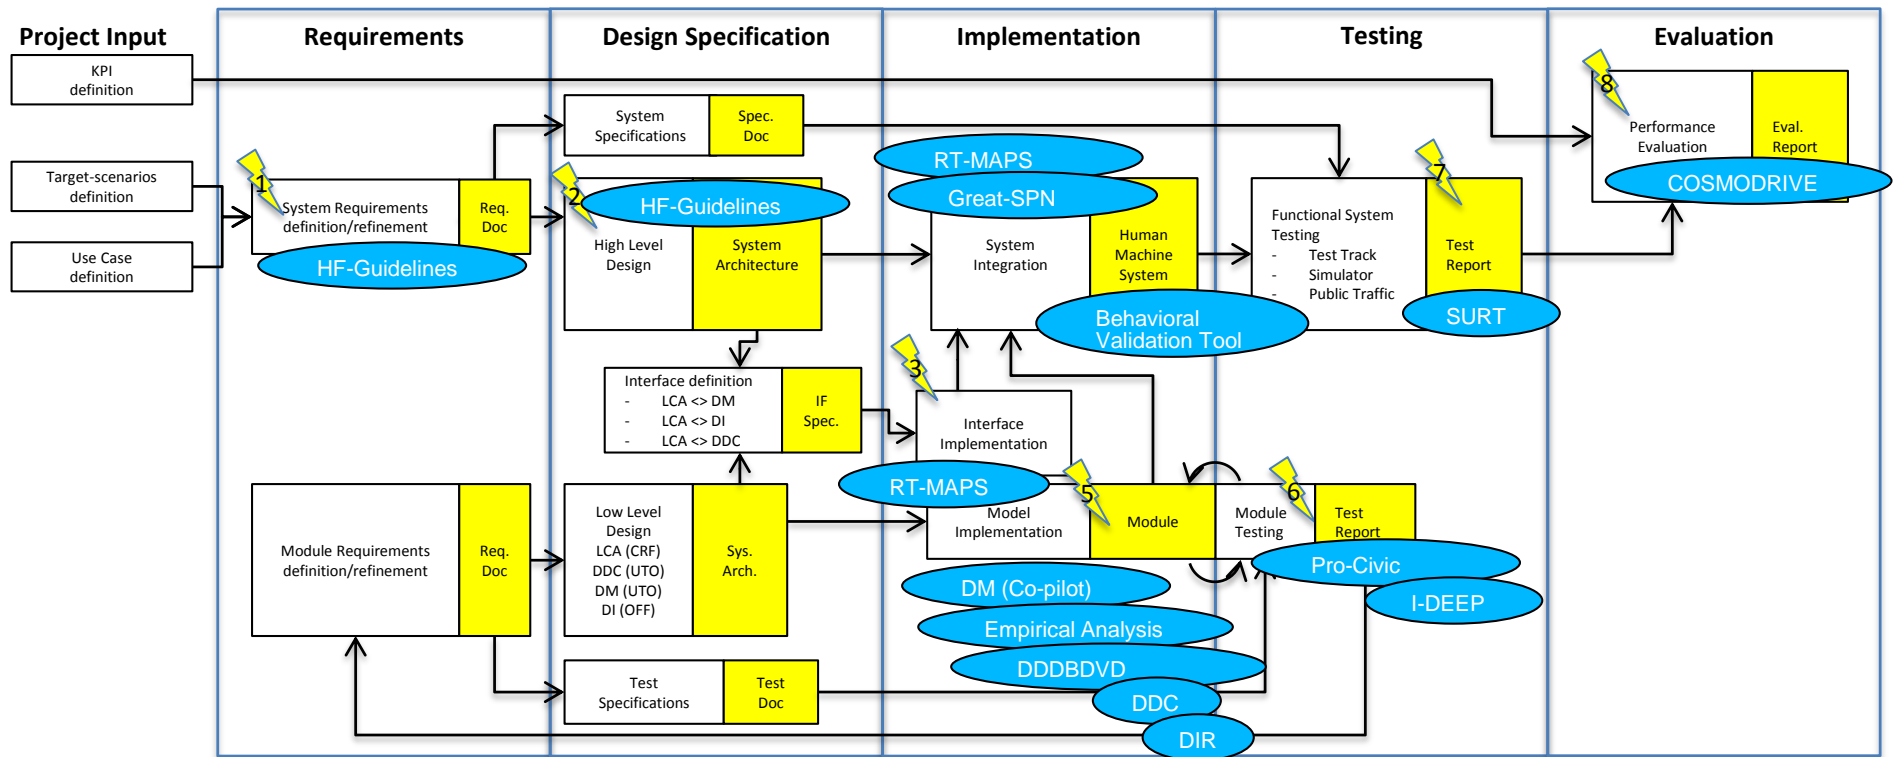 Project Input
Requirements
Design Specification
Implementation
Testing
Evaluation
KPI
definition
Target-scenarios
definition
Use Case
definition
1
System Requirements
definition/refinement
Req.
Doc
HF-Guidelines
Module Requirements
definition/refinement
Req.
Doc
System
Specifications
Spec.
Doc
2
HF-Guidelines
High Level
Design
System
Architecture
Interface definition
- LCA <> DM
- LCA <> DI
- LCA <> DDC
IF
Spec.
Low Level
Design
LCA (CRF)
DDC (UTO)
DM (UTO)
DI (OFF)
Sys.
Arch.
Test
Specifications
Test
Doc
RT-MAPS
Great-SPN
System
Integration
Human
Machine
System
Behavioral
Validation Tool
3
Interface
Implementation
RT-MAPS
5
Model
Implementation
Module
DM (Co-pilot)
Empirical Analysis
DDDBDVD
DDC
DIR
7
Functional System
Testing
- Test Track
- Simulator
- Public Traffic
Test
Report
SURT
6
Module
Testing
Test
Report
Pro-Civic
I-DEEP
8
Performance
Evaluation
Eval.
Report
COSMODRIVE